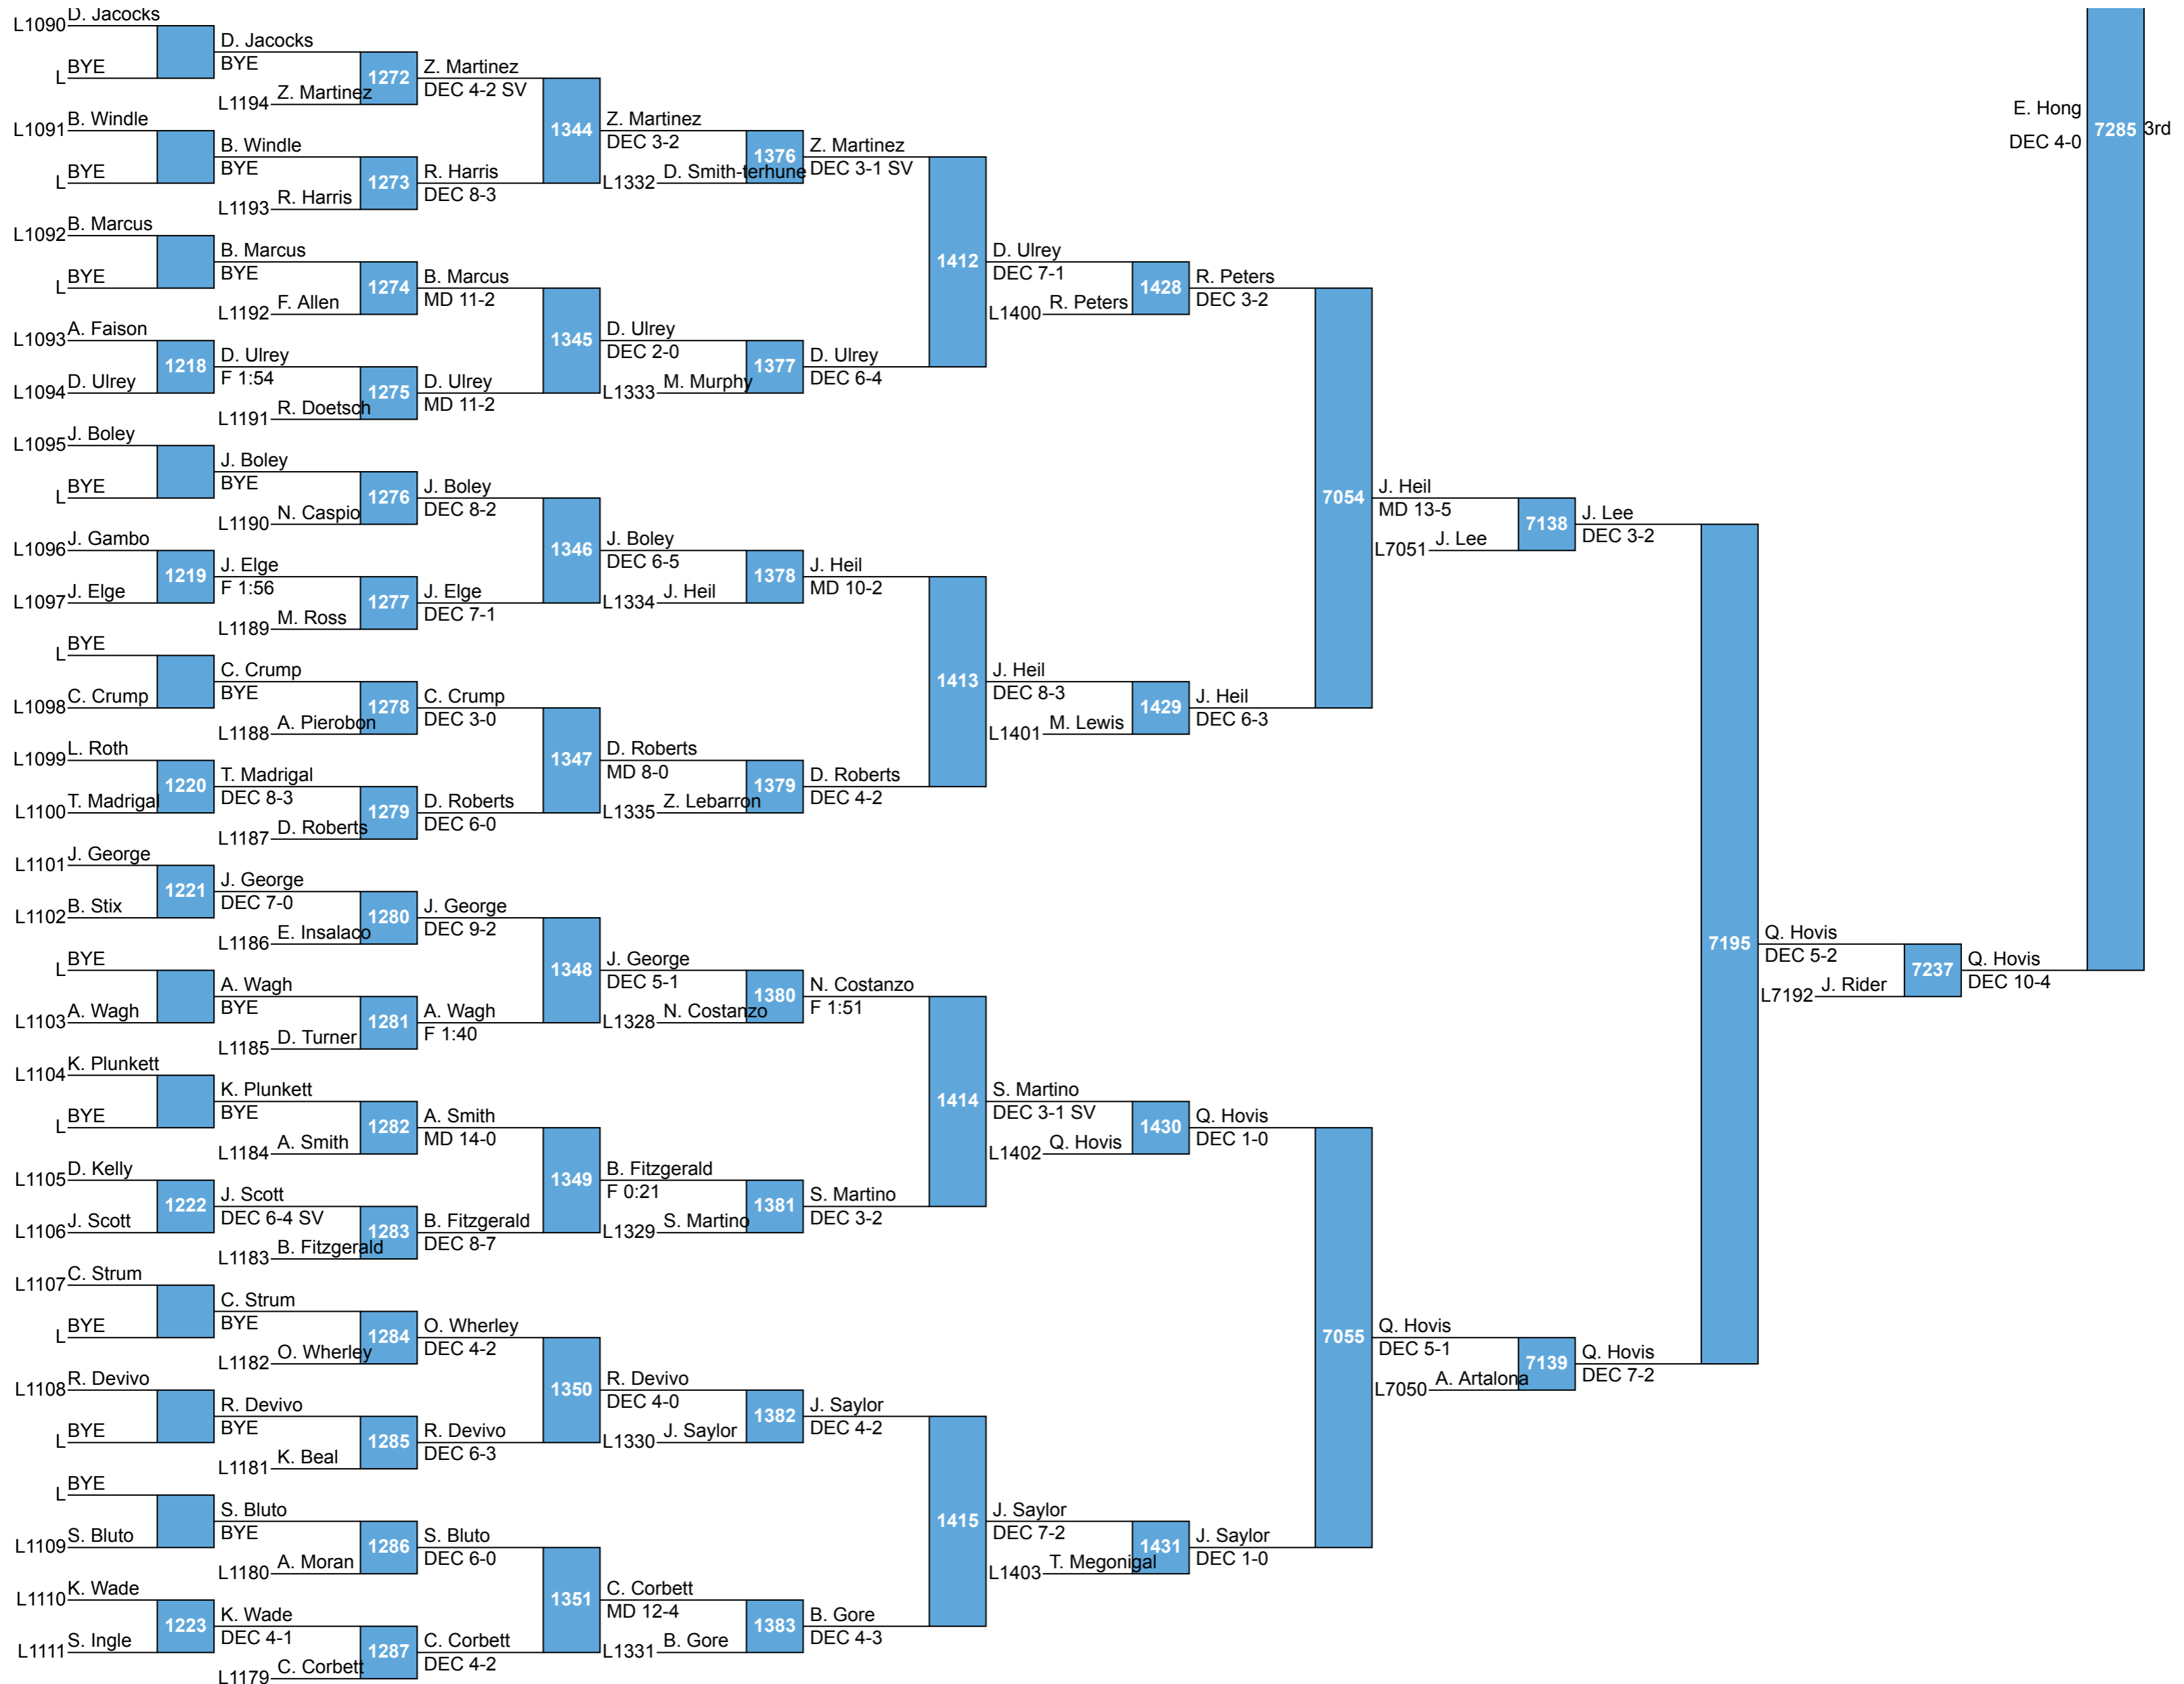 D. Jacocks
L1090
D. Jacocks
BYE
BYE
L
1272
Z. Martinez
DEC 4-2 SV
L1194 Z. Martinez
B. Windle
L1091
1344
Z. Martinez
DEC 3-2
B. Windle
BYE
BYE
L
1273
R. Harris
DEC 8-3
L1193 R. Harris
1376
Z. Martinez
DEC 3-1 SV
L1332 D. Smith-terhune
B. Marcus
L1092
B. Marcus
BYE
BYE
L
1274
B. Marcus
MD 11-2
L1192 F. Allen
1412
D. Ulrey
DEC 7-1
1428
R. Peters
DEC 3-2
L1400 R. Peters
A. Faison
L1093
1218
D. Ulrey
F 1:54
L1094 D. Ulrey
1345
D. Ulrey
DEC 2-0
1275
D. Ulrey
MD 11-2
L1191 R. Doetsch
1377
D. Ulrey
DEC 6-4
L1333 M. Murphy
J. Boley
L1095
J. Boley
BYE
BYE
L
1276
J. Boley
DEC 8-2
L1190 N. Caspio
7054
J. Heil
MD 13-5
7138
J. Lee
DEC 3-2
L7051 J. Lee
J. Gambo
L1096
1219
J. Elge
F 1:56
L1097 J. Elge
1346
J. Boley
DEC 6-5
1277
J. Elge
DEC 7-1
L1189 M. Ross
1378
J. Heil
MD 10-2
L1334 J. Heil
BYE
L
C. Crump
BYE
L1098 C. Crump
1278
C. Crump
DEC 3-0
L1188 A. Pierobon
1413
J. Heil
DEC 8-3
1429
J. Heil
DEC 6-3
L1401 M. Lewis
L. Roth
L1099
1220
T. Madrigal
DEC 8-3
L1100 T. Madrigal
1347
D. Roberts
MD 8-0
1279
D. Roberts
DEC 6-0
L1187 D. Roberts
1379
D. Roberts
DEC 4-2
L1335 Z. Lebarron
J. George
L1101
1221
J. George
DEC 7-0
L1102 B. Stix
1280
J. George
DEC 9-2
L1186 E. Insalaco
BYE
L
A. Wagh
BYE
L1103 A. Wagh
1348
J. George
DEC 5-1
1281
A. Wagh
F 1:40
L1185 D. Turner
1380
N. Costanzo
F 1:51
L1328 N. Costanzo
7195
Q. Hovis
DEC 5-2
7237
Q. Hovis
DEC 10-4
L7192 J. Rider
K. Plunkett
L1104
K. Plunkett
BYE
BYE
L
1282
A. Smith
MD 14-0
L1184 A. Smith
1414
S. Martino
DEC 3-1 SV
1430
Q. Hovis
DEC 1-0
L1402 Q. Hovis
D. Kelly
L1105
1222
J. Scott
DEC 6-4 SV
L1106 J. Scott
1349
B. Fitzgerald
F 0:21
1283
B. Fitzgerald
DEC 8-7
L1183 B. Fitzgerald
1381
S. Martino
DEC 3-2
L1329 S. Martino
C. Strum
L1107
C. Strum
BYE
BYE
L
1284
O. Wherley
DEC 4-2
L1182 O. Wherley
7055
Q. Hovis
DEC 5-1
7139
Q. Hovis
DEC 7-2
L7050 A. Artalona
R. Devivo
L1108
R. Devivo
BYE
BYE
L
1350
R. Devivo
DEC 4-0
1285
R. Devivo
DEC 6-3
L1181 K. Beal
1382
J. Saylor
DEC 4-2
L1330 J. Saylor
BYE
L
S. Bluto
BYE
L1109 S. Bluto
1286
S. Bluto
DEC 6-0
L1180 A. Moran
1415
J. Saylor
DEC 7-2
1431
J. Saylor
DEC 1-0
L1403 T. Megonigal
K. Wade
L1110
1223
K. Wade
DEC 4-1
L1111 S. Ingle
1351
C. Corbett
MD 12-4
1287
C. Corbett
DEC 4-2
L1179 C. Corbett
1383
B. Gore
DEC 4-3
L1331 B. Gore
E. Hong
DEC 4-0
7285 3rd